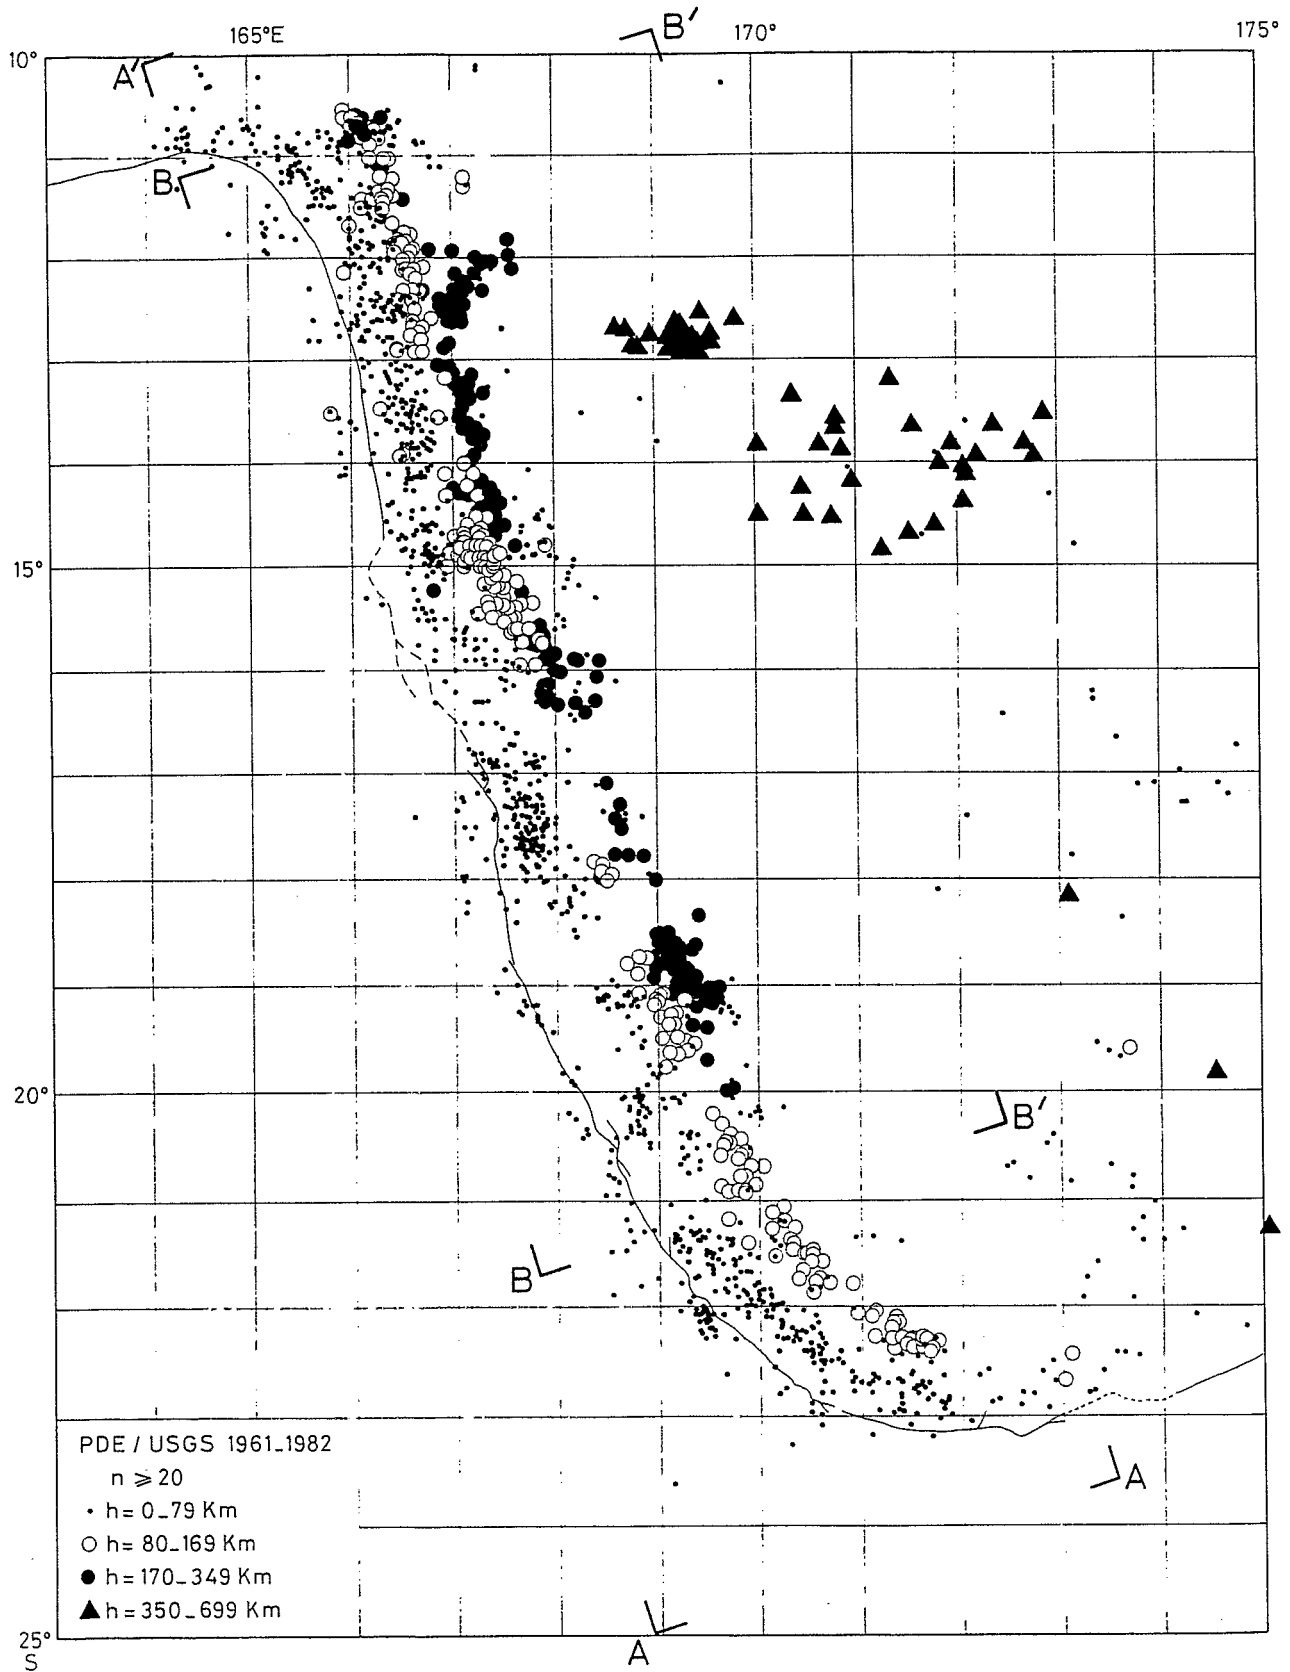 B′
165°E 170° 175°
10°
A′
B
15°
20°
B′
B
A
PDE / USGS 1961_1982
n ⩾ 20
h = 0_79 Km
h = 80_169 Km
h = 170_349 Km
h = 350_699 Km
25°
S
A